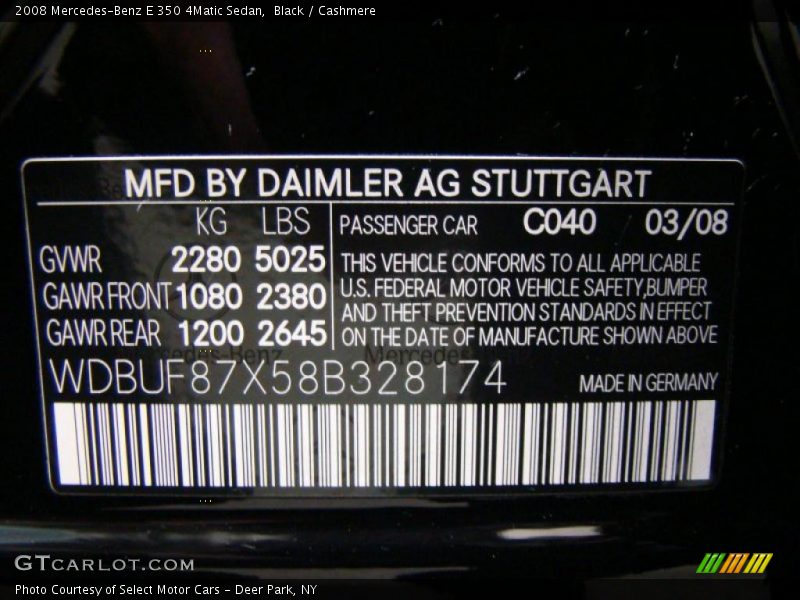 2008 Mercedes-Benz E 350 4Matic Sedan,  Black / Cashmere
MFD BY DAIMLER AG STUTTGART
KG LBS
GVWR 2280 5025
GAWR FRONT 1080 2380
GAWR REAR 1200 2645
PASSENGER CAR C040 03/08
THIS VEHICLE CONFORMS TO ALL APPLICABLE
U.S. FEDERAL MOTOR VEHICLE SAFETY,BUMPER
AND THEFT PREVENTION STANDARDS IN EFFECT
ON THE DATE OF MANUFACTURE SHOWN ABOVE
WDBUF87X58B328174
MADE IN GERMANY
GTCARLOT.COM
Photo Courtesy of Select Motor Cars - Deer Park, NY